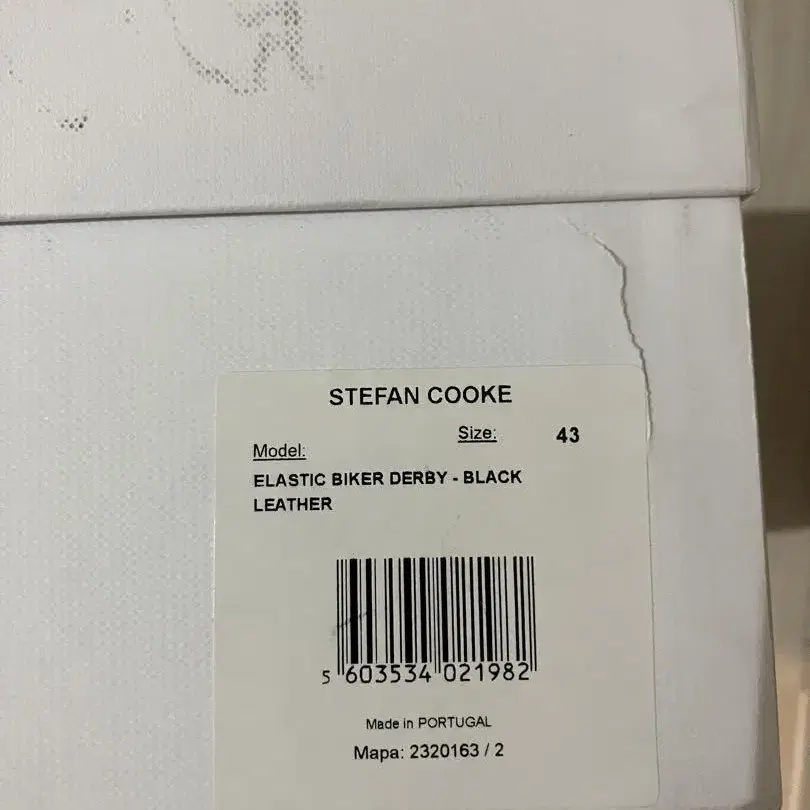 STEFAN COOKE
Size: 43
Model:
ELASTIC BIKER DERBY - BLACK
LEATHER
5 603534 021982
Made in PORTUGAL
Mapa: 2320163 / 2